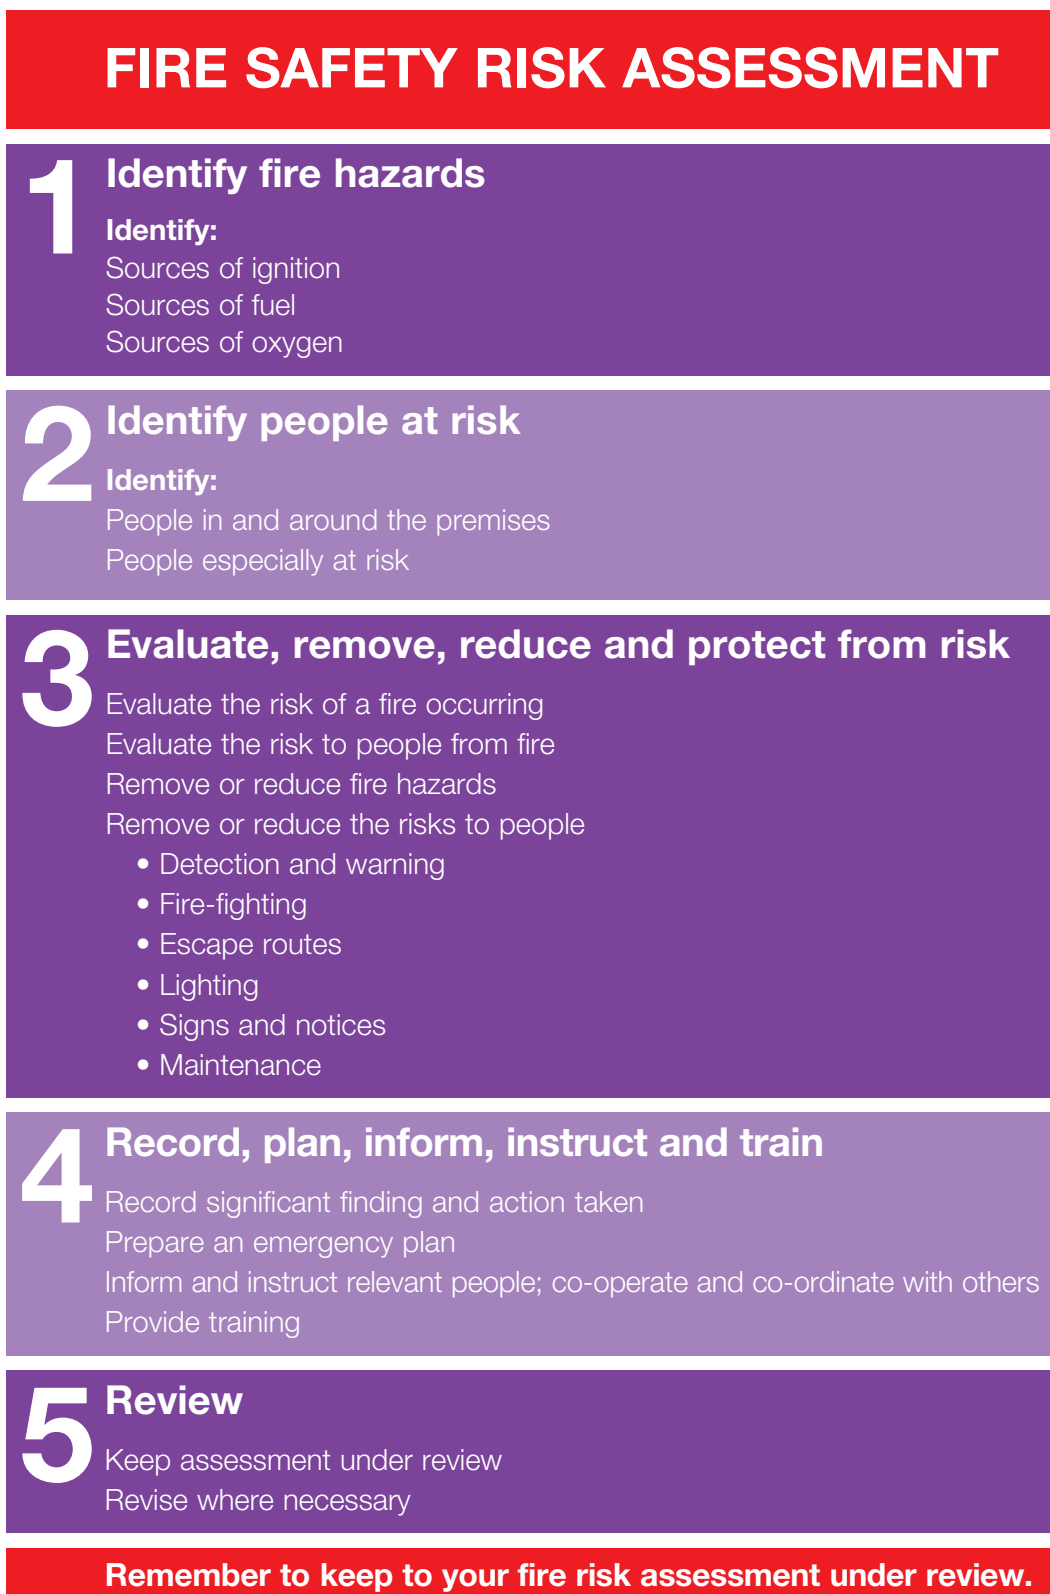 FIRE SAFETY RISK ASSESSMENT
1
Identify fire hazards
Identify:
Sources of ignition
Sources of fuel
Sources of oxygen
2
Identify people at risk
Identify:
People in and around the premises
People especially at risk
3
Evaluate, remove, reduce and protect from risk
Evaluate the risk of a fire occurring
Evaluate the risk to people from fire
Remove or reduce fire hazards
Remove or reduce the risks to people
• Detection and warning
• Fire-fighting
• Escape routes
• Lighting
• Signs and notices
• Maintenance
4
Record, plan, inform, instruct and train
Record significant finding and action taken
Prepare an emergency plan
Inform and instruct relevant people; co-operate and co-ordinate with others
Provide training
5
Review
Keep assessment under review
Revise where necessary
Remember to keep to your fire risk assessment under review.